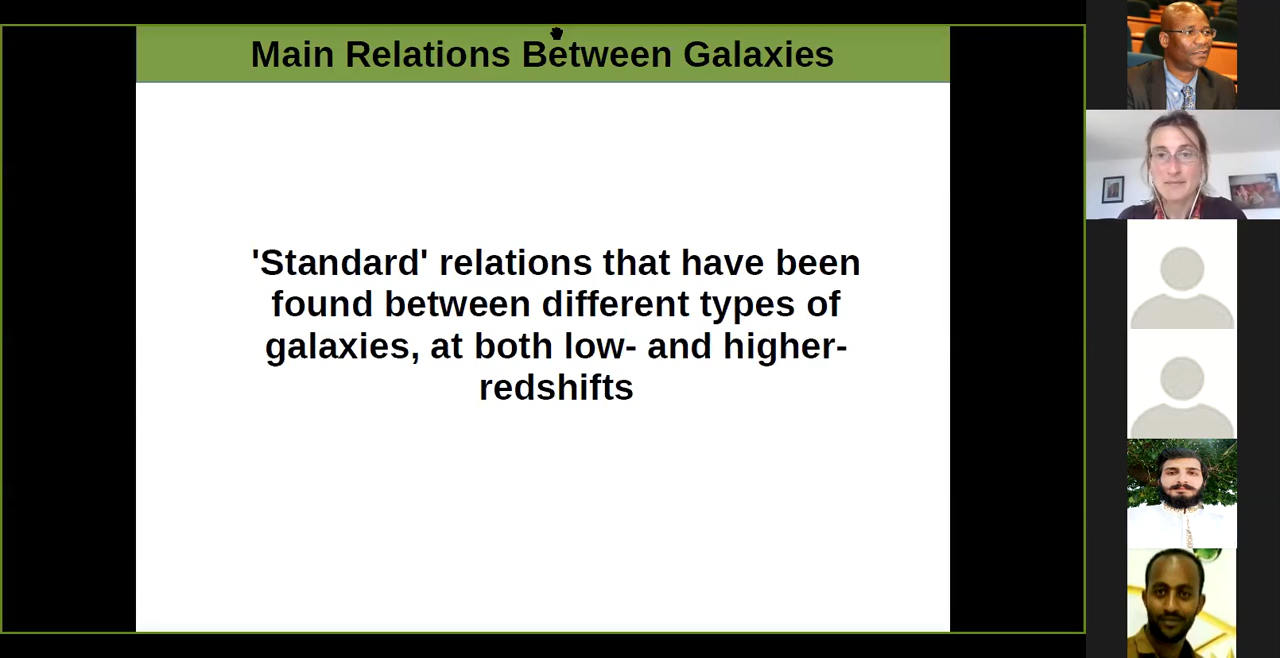 Main Relations Between Galaxies
'Standard' relations that have been
found between different types of
galaxies, at both low- and higher-
redshifts